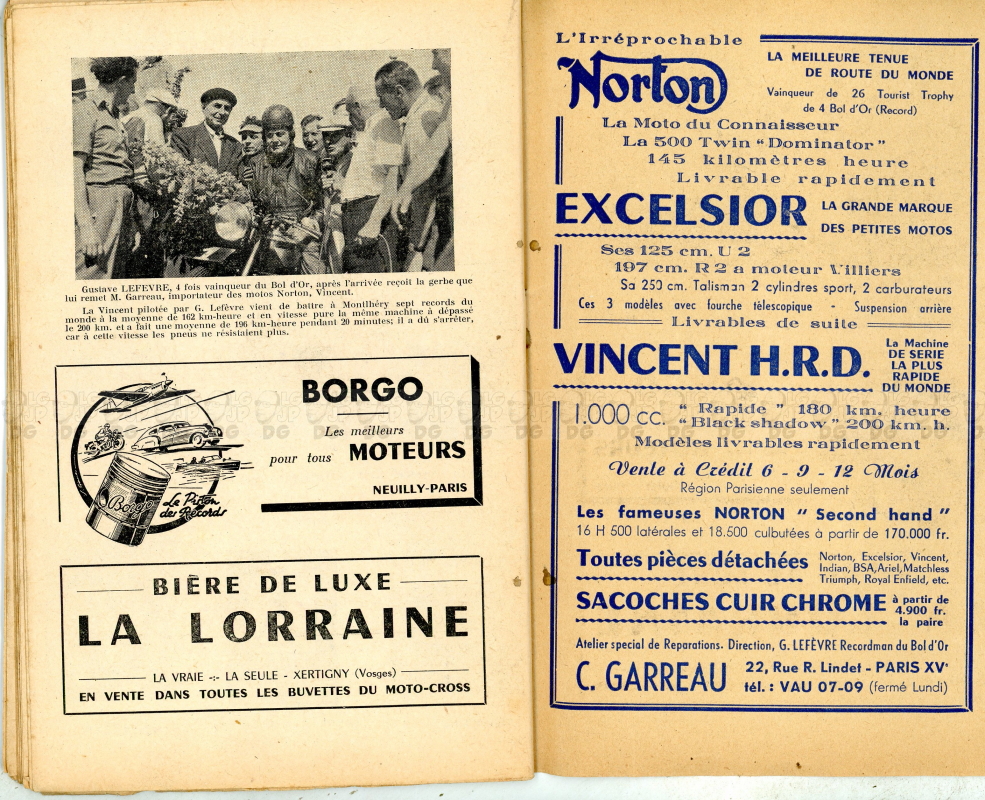 Gustave LEFEVRE, 4 fois vainqueur du Bol d'Or, après l'arrivée reçoit la gerbe que
lui remet M. Garreau, importateur des motos Norton, Vincent.
La Vincent pilotée par G. Lefèvre vient de battre à Montlhéry sept records du
monde à la moyenne de 162 km-heure et en vitesse pure la même machine à dépassé
le 200 km. et a fait une moyenne de 196 km-heure pendant 20 minutes; il a dû s'arrêter,
car à cette vitesse les pneus ne résistaient plus.
BORGO
Les meilleurs
pour tous MOTEURS
NEUILLY-PARIS
Borgo
Le Piston
des Records
BIÈRE DE LUXE
LA LORRAINE
LA VRAIE -:- LA SEULE - XERTIGNY (Vosges)
EN VENTE DANS TOUTES LES BUVETTES DU MOTO-CROSS
L'Irréprochable
Norton
LA MEILLEURE TENUE
DE ROUTE DU MONDE
Vainqueur de 26 Tourist Trophy
de 4 Bol d'Or (Record)
La Moto du Connaisseur
La 500 Twin "Dominator"
145 kilomètres heure
Livrable rapidement
EXCELSIOR
LA GRANDE MARQUE
DES PETITES MOTOS
Ses 125 cm. U 2
197 cm. R 2 a moteur Villiers
Sa 250 cm. Talisman 2 cylindres sport, 2 carburateurs
Ces 3 modèles avec fourche télescopique - Suspension arrière
Livrables de suite
VINCENT H.R.D.
La Machine
DE SERIE
LA PLUS
RAPIDE
DU MONDE
1.000 cc. "Rapide" 180 km. heure
"Black shadow" 200 km. h.
Modèles livrables rapidement
Vente à Crédit 6 - 9 - 12 Mois
Région Parisienne seulement
Les fameuses NORTON "Second hand"
16 H 500 latérales et 18.500 culbutées à partir de 170.000 fr.
Toutes pièces détachées
Norton, Excelsior, Vincent,
Indian, BSA, Ariel, Matchless
Triumph, Royal Enfield, etc.
SACOCHES CUIR CHROME
à partir de
4.900 fr.
la paire
Atelier special de Reparations. Direction, G. LEFÈVRE Recordman du Bol d'Or
C. GARREAU
22, Rue R. Lindet - PARIS XVe
tél. : VAU 07-09 (fermé Lundi)